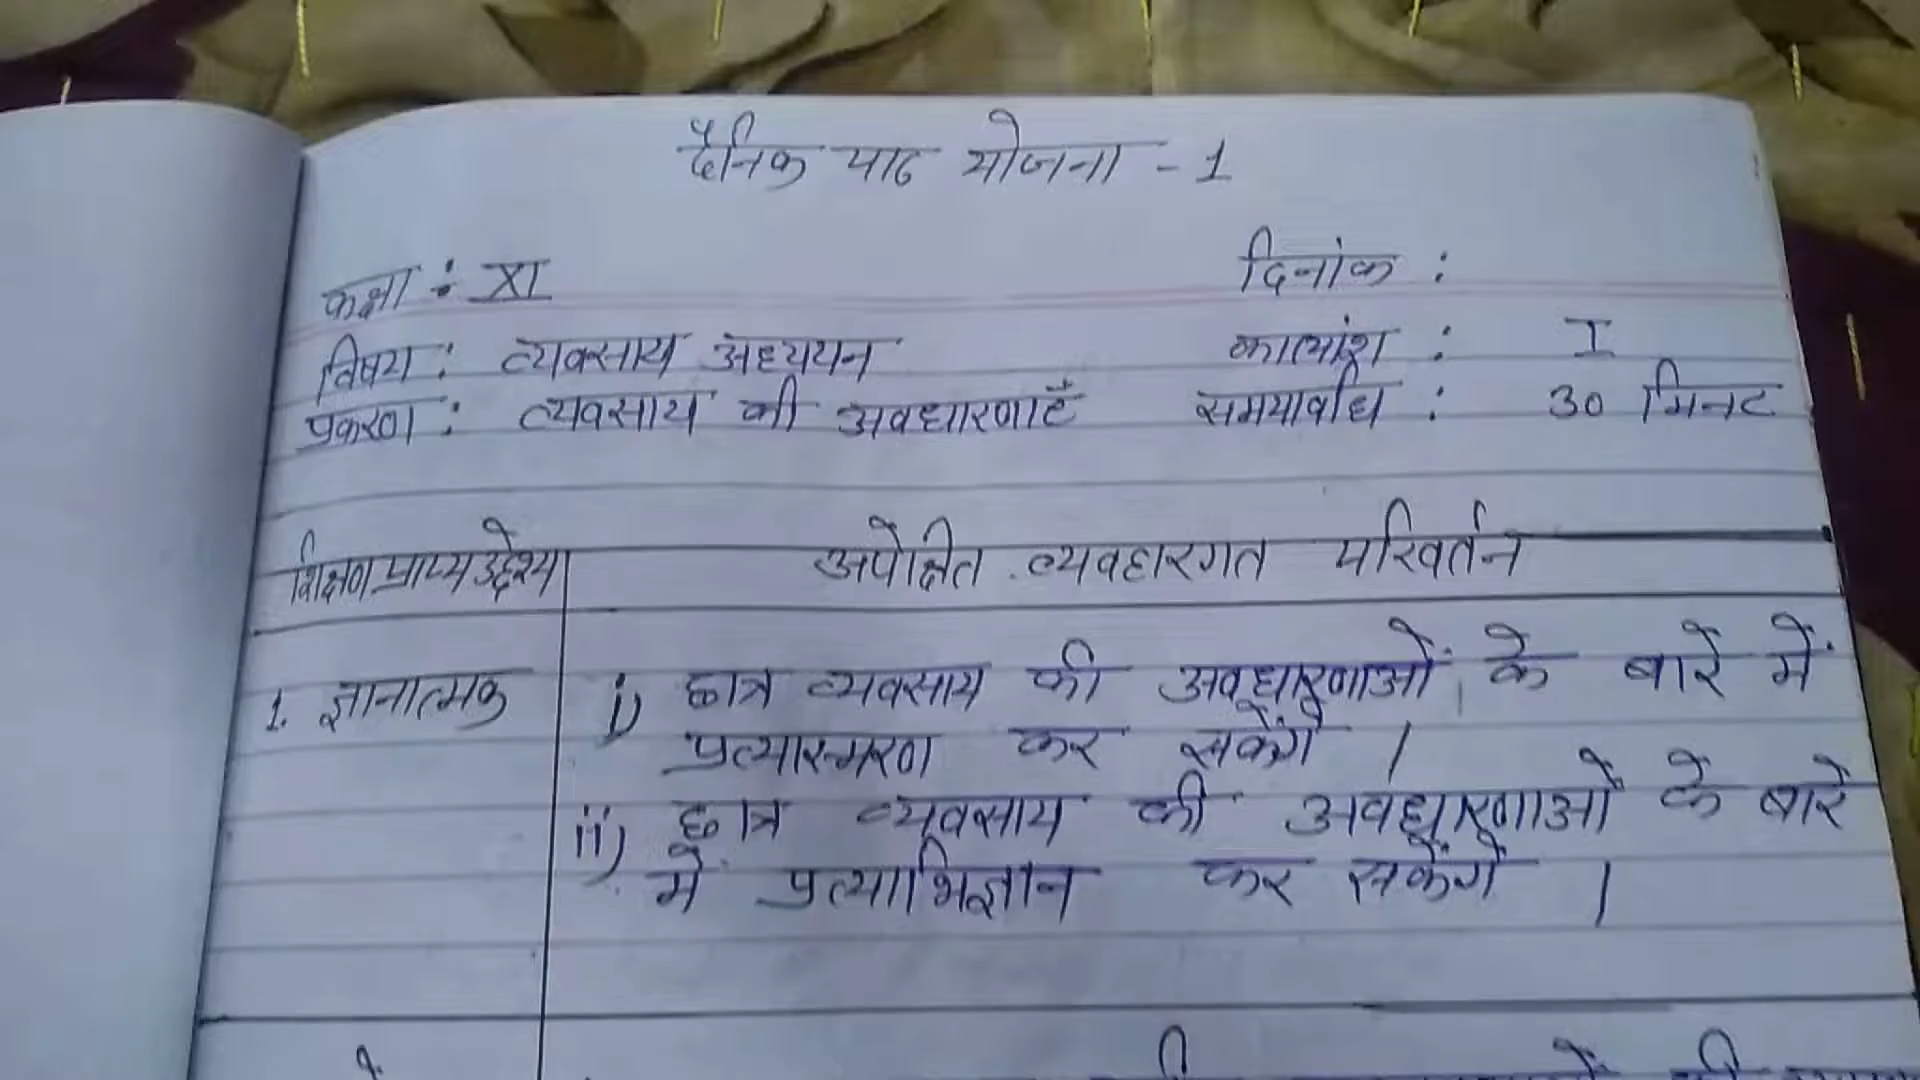 दैनिक पाठ योजना - 1
कक्षा : XI
दिनांक :
विषय : व्यवसाय अध्ययन
कालांश : I
प्रकरण : व्यवसाय की अवधारणाएँ
समयावधि : 30 मिनट
शिक्षण प्राप्य उद्देश्य
अपेक्षित व्यवहारगत परिवर्तन
1. ज्ञानात्मक
i) छात्र व्यवसाय की अवधारणाओं के बारे में
प्रत्यास्मरण कर सकेंगे ।
ii) छात्र व्यवसाय की अवधारणाओं के बारे
में प्रत्याभिज्ञान कर सकेंगे ।